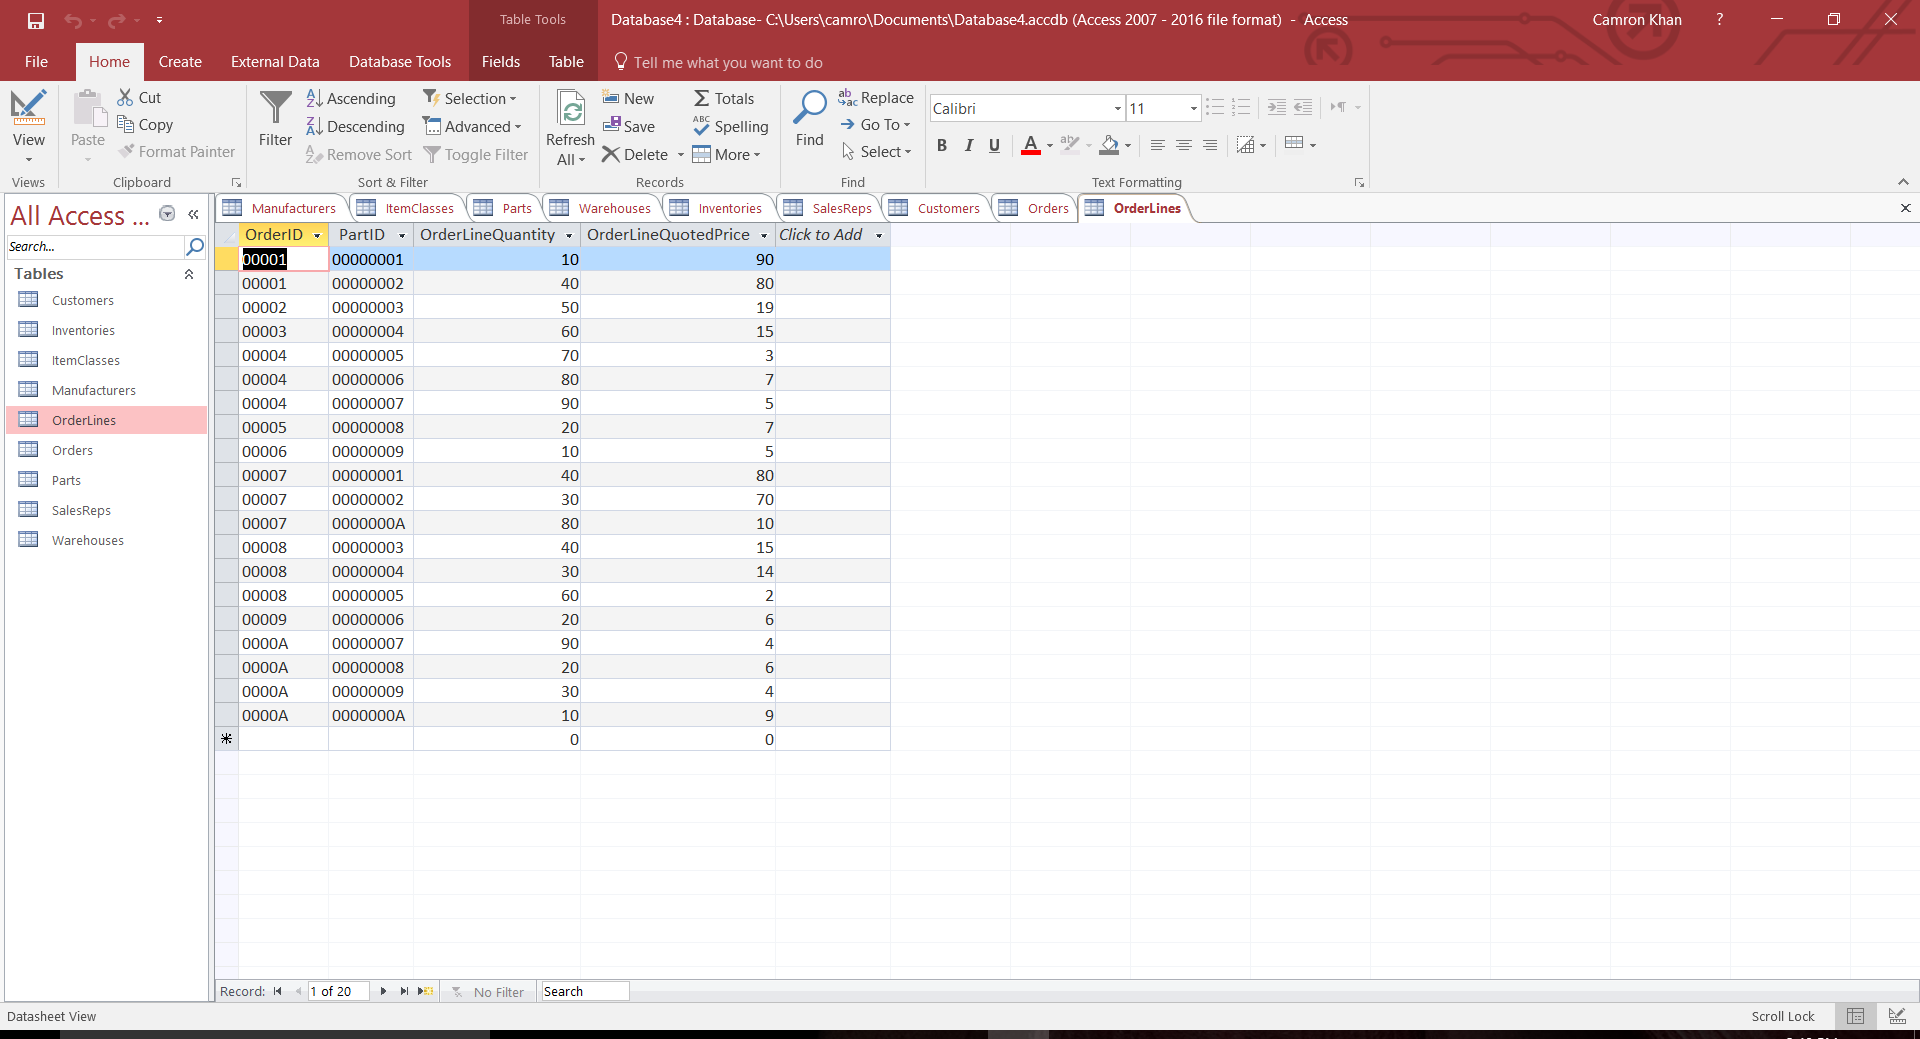 Table Tools
Database4 : Database- C:\Users\camro\Documents\Database4.accdb (Access 2007 - 2016 file format) - Access
Camron Khan
?
File Home Create External Data Database Tools Fields Table Tell me what you want to do
View
Views
Paste
Cut
Copy
Format Painter
Clipboard
Filter
Ascending
Descending
Remove Sort
Selection
Advanced
Toggle Filter
Sort & Filter
Refresh
All
New
Save
Delete
Totals
Spelling
More
Records
Find
Replace
Go To
Select
Find
Calibri 11
B I U A
Text Formatting
All Access ...
Search...
Tables
Customers
Inventories
ItemClasses
Manufacturers
OrderLines
Orders
Parts
SalesReps
Warehouses
Manufacturers ItemClasses Parts Warehouses Inventories SalesReps Customers Orders OrderLines
OrderID PartID OrderLineQuantity OrderLineQuotedPrice Click to Add
00001 00000001 10 90
00001 00000002 40 80
00002 00000003 50 19
00003 00000004 60 15
00004 00000005 70 3
00004 00000006 80 7
00004 00000007 90 5
00005 00000008 20 7
00006 00000009 10 5
00007 00000001 40 80
00007 00000002 30 70
00007 0000000A 80 10
00008 00000003 40 15
00008 00000004 30 14
00008 00000005 60 2
00009 00000006 20 6
0000A 00000007 90 4
0000A 00000008 20 6
0000A 00000009 30 4
0000A 0000000A 10 9
0 0
Record: 1 of 20 No Filter Search
Datasheet View
Scroll Lock